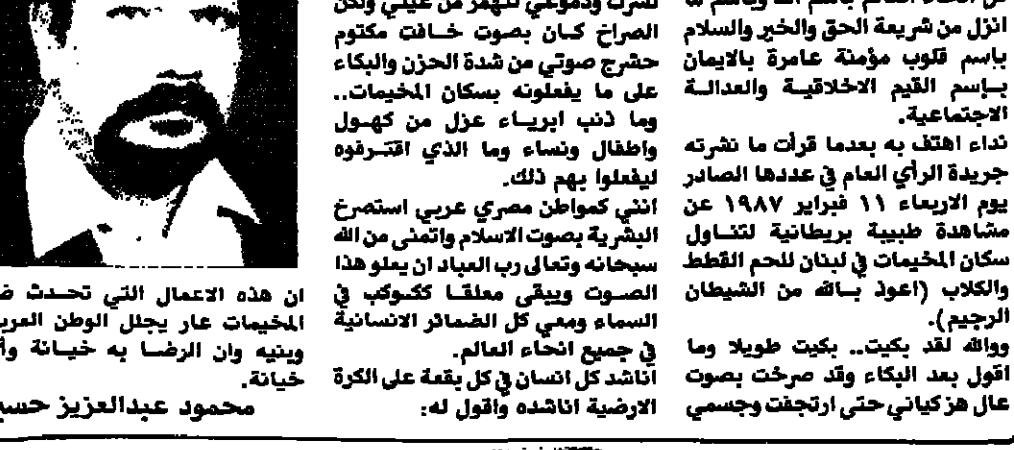 انزل من شريعة الحق والخير والسلام
باسم قلوب مؤمنة عامرة بالايمان
بإسم القيم الاخلاقية والعدالة
الاجتماعية.
نداء اهتف به بعدما قرأت ما نشرته
جريدة الرأي العام في عددها الصادر
يوم الاربعاء ١١ فبراير ١٩٨٧ عن
مشاهدة طبيبة بريطانية لتناول
سكان المخيمات في لبنان للحم القطط
والكلاب (اعوذ بالله من الشيطان
الرجيم).
ووالله لقد بكيت.. بكيت طويلا وما
اقول بعد البكاء وقد صرخت بصوت
عال هز كياني حتى ارتجفت وجسمي
ودموعي تنهمر من عيني ولكن
الصراخ كان بصوت خافت مكتوم
حشرج صوتي من شدة الحزن والبكاء
على ما يفعلونه بسكان المخيمات..
وما ذنب ابرياء عزل من كهول
واطفال ونساء وما الذي اقترفوه
ليفعلوا بهم ذلك.
انني كمواطن مصري عربي استصرخ
البشرية بصوت الاسلام واتمنى من الله
سبحانه وتعالى رب العباد ان يعلو هذا
الصوت ويبقى معلقا ككوكب في
السماء ومعي كل الضمائر الانسانية
في جميع انحاء العالم.
اناشد كل انسان في كل بقعة على الكرة
الارضية اناشده واقول له:
ان هذه الاعمال التي تحدث
المخيمات عار يجلل الوطن
وبنيه وان الرضا به خيانة
خيانة.
محمود عبدالعزيز